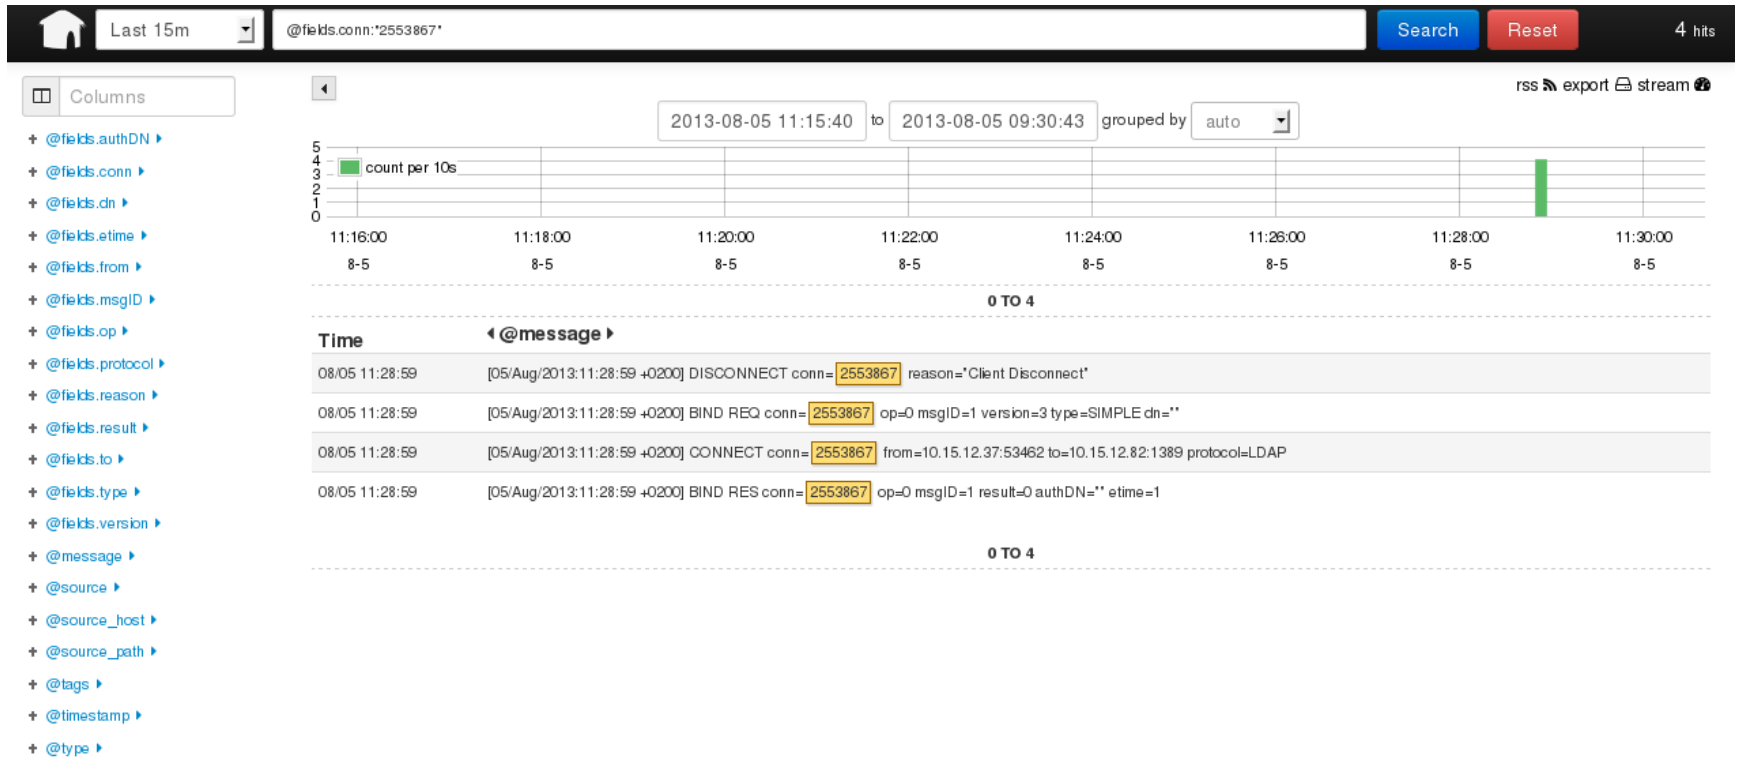 Last 15m @fields.conn:"2553867" Search Reset 4 hits
Columns
rss export stream
2013-08-05 11:15:40 to 2013-08-05 09:30:43 grouped by auto
@fields.authDN
@fields.conn
@fields.dn
@fields.etime
@fields.from
@fields.msgID
@fields.op
@fields.protocol
@fields.reason
@fields.result
@fields.to
@fields.type
@fields.version
@message
@source
@source_host
@source_path
@tags
@timestamp
@type
5
4
3
2
1
0
count per 10s
11:16:00 11:18:00 11:20:00 11:22:00 11:24:00 11:26:00 11:28:00 11:30:00
8-5 8-5 8-5 8-5 8-5 8-5 8-5 8-5
0 TO 4
Time @message
08/05 11:28:59 [05/Aug/2013:11:28:59 +0200] DISCONNECT conn=2553867 reason="Client Disconnect"
08/05 11:28:59 [05/Aug/2013:11:28:59 +0200] BIND REQ conn=2553867 op=0 msgID=1 version=3 type=SIMPLE dn=""
08/05 11:28:59 [05/Aug/2013:11:28:59 +0200] CONNECT conn=2553867 from=10.15.12.37:53462 to=10.15.12.82:1389 protocol=LDAP
08/05 11:28:59 [05/Aug/2013:11:28:59 +0200] BIND RES conn=2553867 op=0 msgID=1 result=0 authDN="" etime=1
0 TO 4